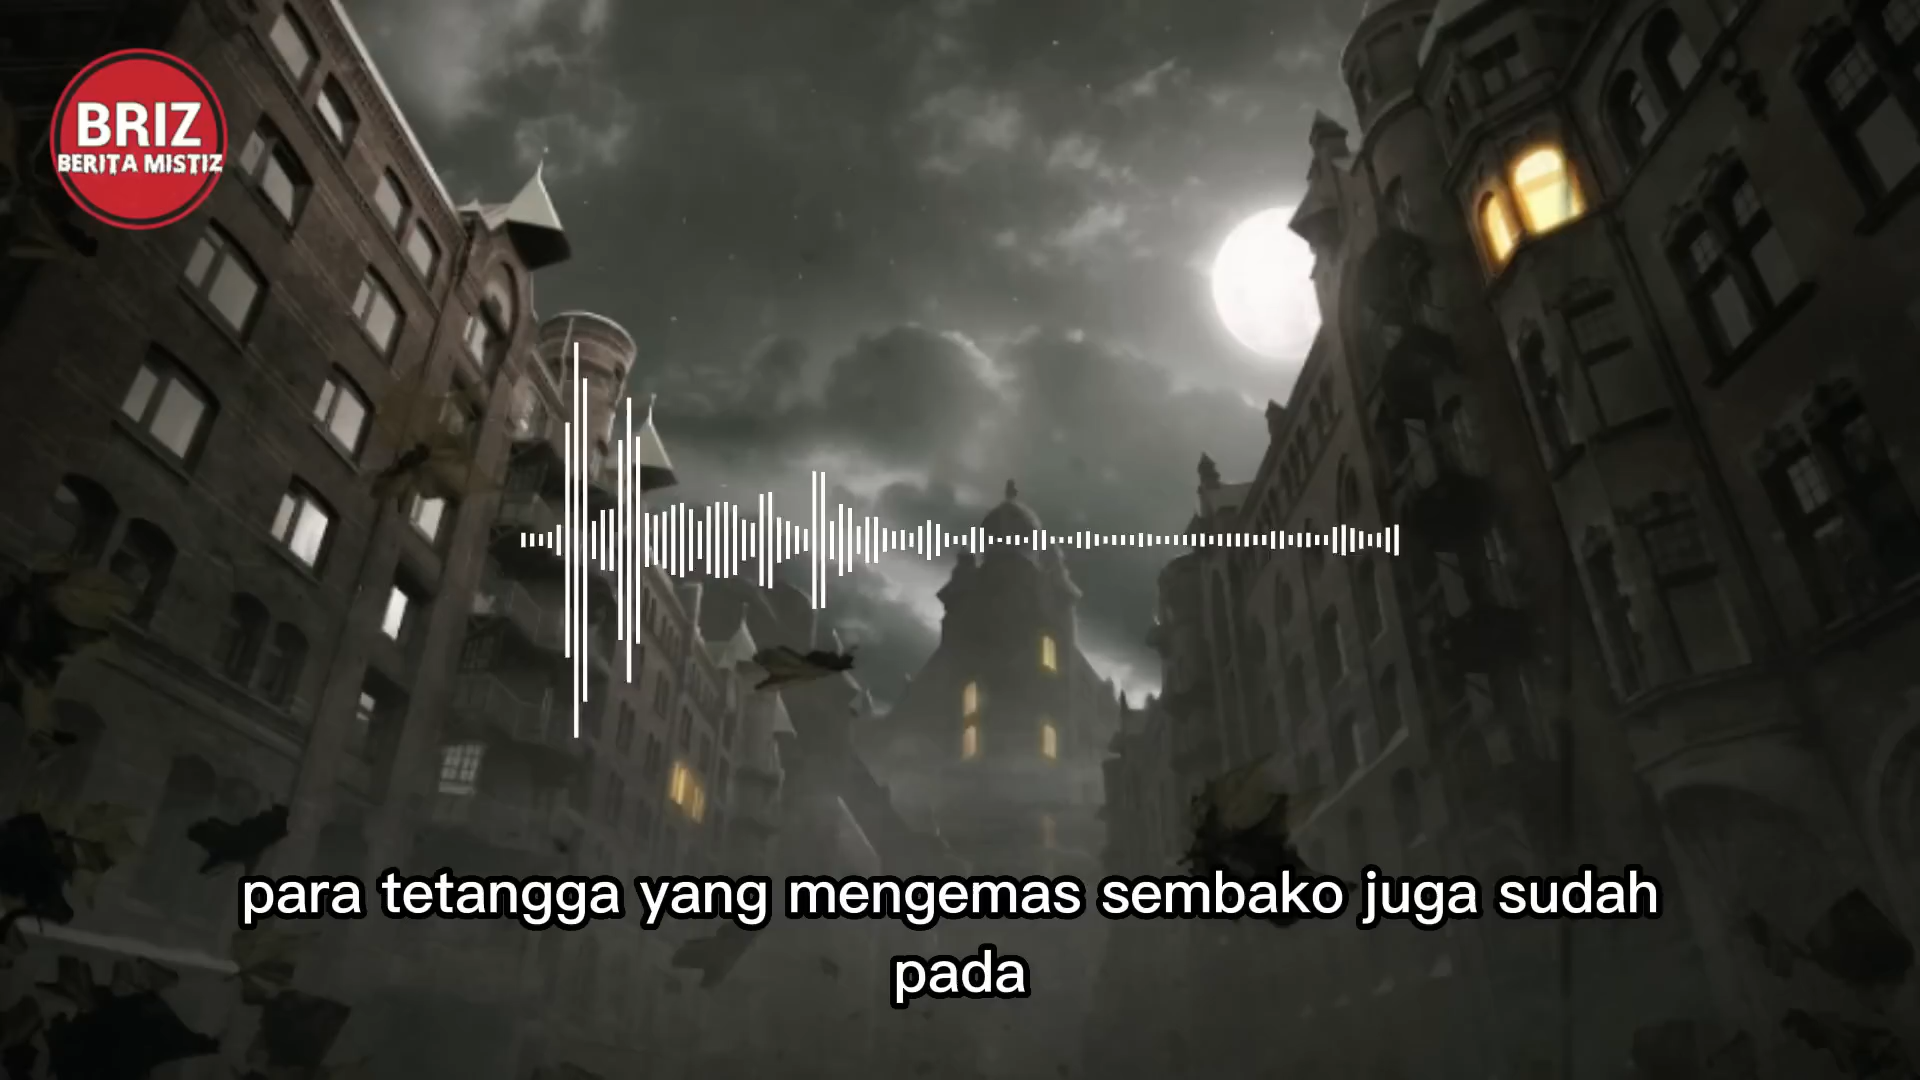 BRIZ
BERITA MISTIZ
para tetangga yang mengemas sembako juga sudah
pada